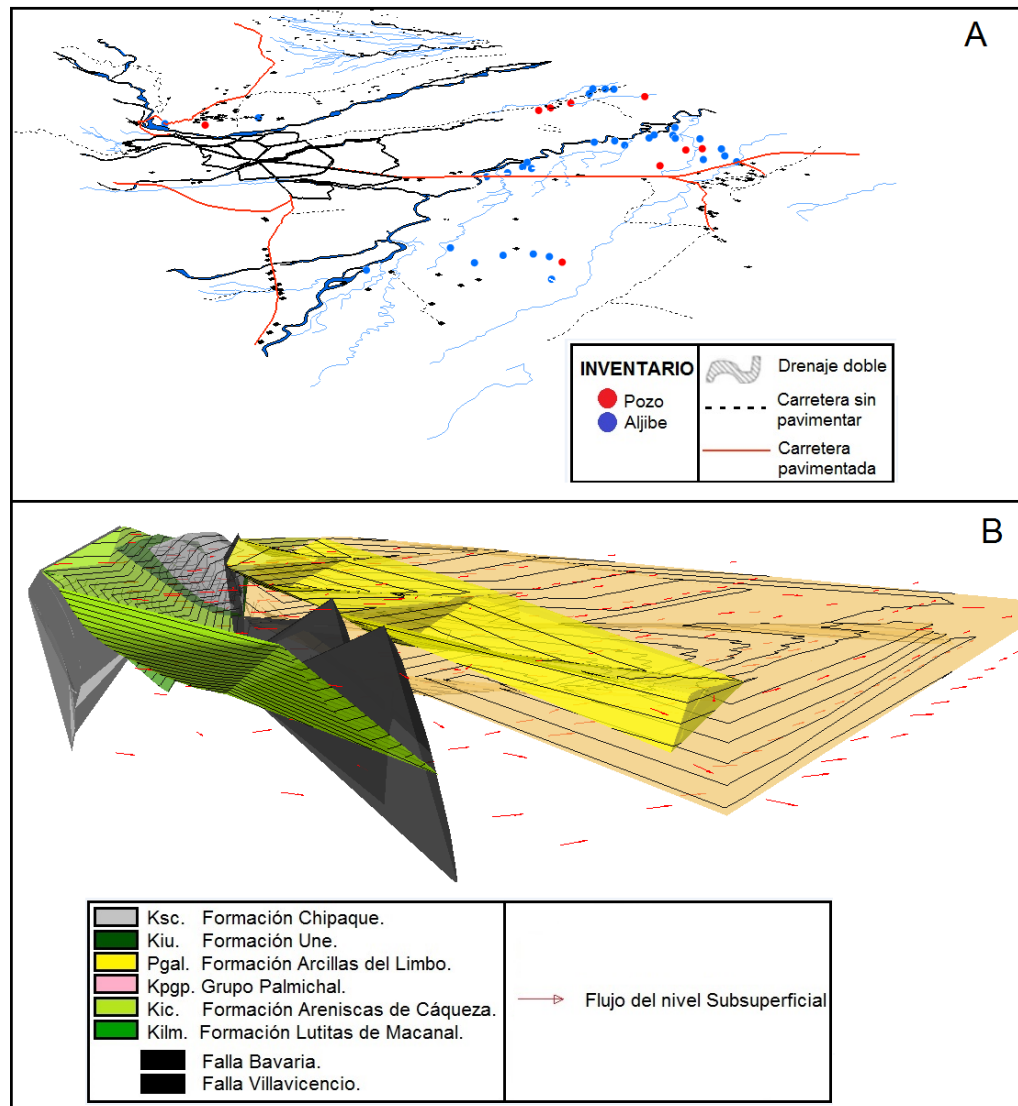 A
INVENTARIO
Pozo
Aljibe
Drenaje doble
Carretera sin
pavimentar
Carretera
pavimentada
B
Ksc. Formación Chipaque.
Kiu. Formación Une.
Pgal. Formación Arcillas del Limbo.
Kpgp. Grupo Palmichal.
Kic. Formación Areniscas de Cáqueza.
Kilm. Formación Lutitas de Macanal.
Falla Bavaria.
Falla Villavicencio.
Flujo del nivel Subsuperficial